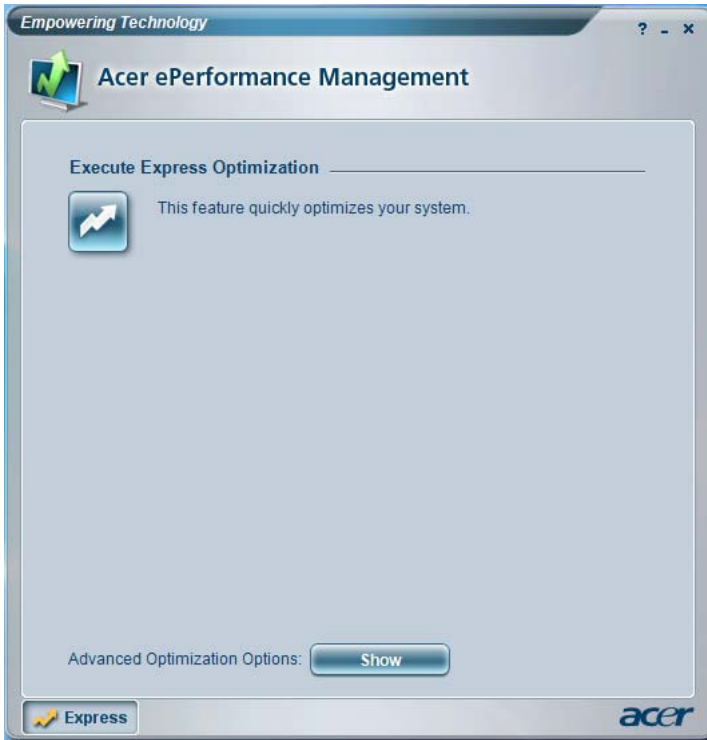 Empowering Technology
? - ×
Acer ePerformance Management
Execute Express Optimization
This feature quickly optimizes your system.
Advanced Optimization Options: Show
Express
acer